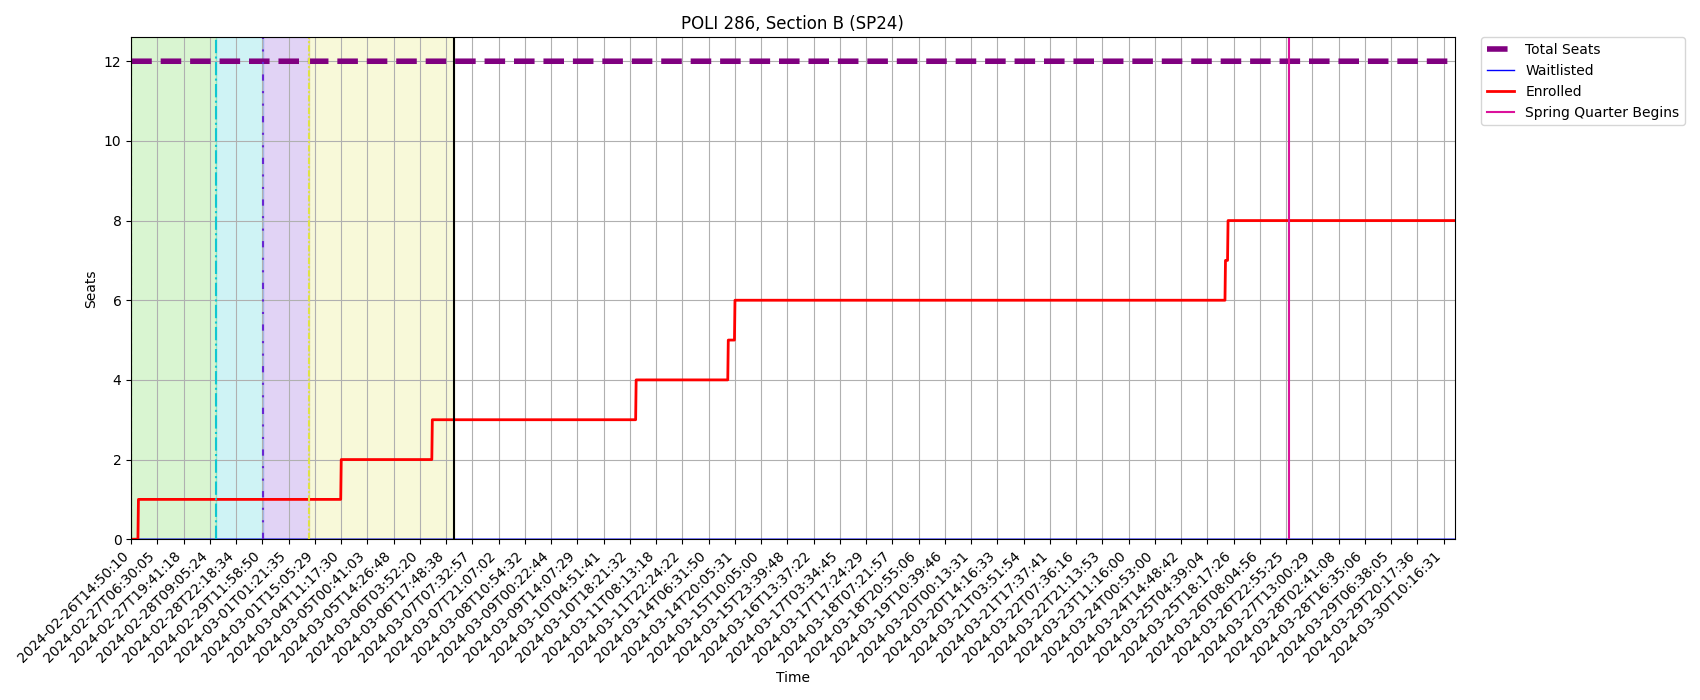 POLI 286, Section B (SP24)
Total Seats
Waitlisted
Enrolled
Spring Quarter Begins
Seats
12
10
8
6
4
2
0
2024-02-26T14:50:10
2024-02-27T06:30:05
2024-02-27T19:41:18
2024-02-28T09:05:24
2024-02-28T22:18:34
2024-02-29T11:58:50
2024-03-01T01:21:35
2024-03-01T15:05:29
2024-03-04T11:17:30
2024-03-05T00:41:03
2024-03-05T14:26:48
2024-03-06T03:52:20
2024-03-06T17:48:38
2024-03-07T07:32:57
2024-03-07T21:07:02
2024-03-08T10:54:32
2024-03-09T00:22:44
2024-03-09T14:07:29
2024-03-10T04:51:41
2024-03-10T18:21:32
2024-03-11T08:13:18
2024-03-11T22:24:22
2024-03-14T06:31:50
2024-03-14T20:05:31
2024-03-15T10:05:00
2024-03-15T23:39:48
2024-03-16T13:37:22
2024-03-17T03:34:45
2024-03-17T17:24:29
2024-03-18T07:21:57
2024-03-18T20:55:06
2024-03-19T10:39:46
2024-03-20T00:13:31
2024-03-20T14:16:33
2024-03-21T03:51:54
2024-03-21T17:37:41
2024-03-22T07:36:16
2024-03-22T21:13:53
2024-03-23T11:16:00
2024-03-24T00:53:00
2024-03-24T14:48:42
2024-03-25T04:39:04
2024-03-25T18:17:26
2024-03-26T08:04:56
2024-03-26T22:55:25
2024-03-27T13:00:29
2024-03-28T02:41:08
2024-03-28T16:35:06
2024-03-29T06:38:05
2024-03-29T20:17:36
2024-03-30T10:16:31
Time